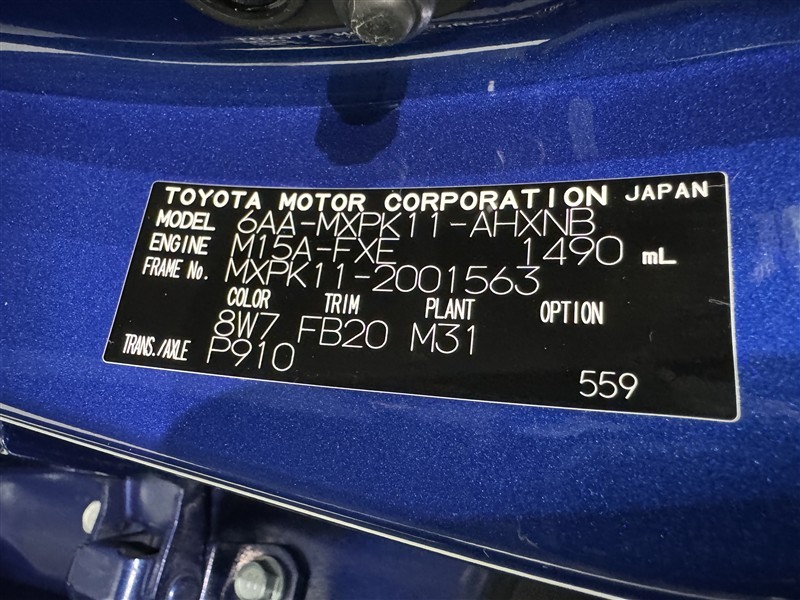 TOYOTA MOTOR CORPORATION JAPAN
MODEL 6AA-MXPK11-AHXNB
ENGINE M15A-FXE 1490 mL
FRAME No. MXPK11-2001563
COLOR TRIM PLANT OPTION
8W7 FB20 M31
TRANS./AXLE P910
559